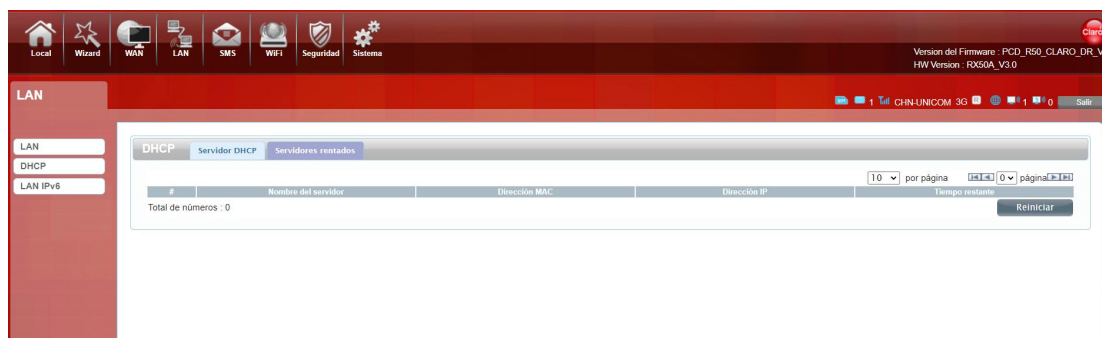 Local Wizard WAN LAN SMS WiFi Seguridad Sistema
Claro
Version del Firmware : PCD_R50_CLARO_DR_V
HW Version : RX50A_V3.0
LAN
1 CHN-UNICOM 3G 1 0 Salir
LAN
DHCP
LAN IPv6
DHCP Servidor DHCP Servidores rentados
10 por página 0 página
# Nombre del servidor Dirección MAC Dirección IP Tiempo restante
Total de números : 0
Reiniciar